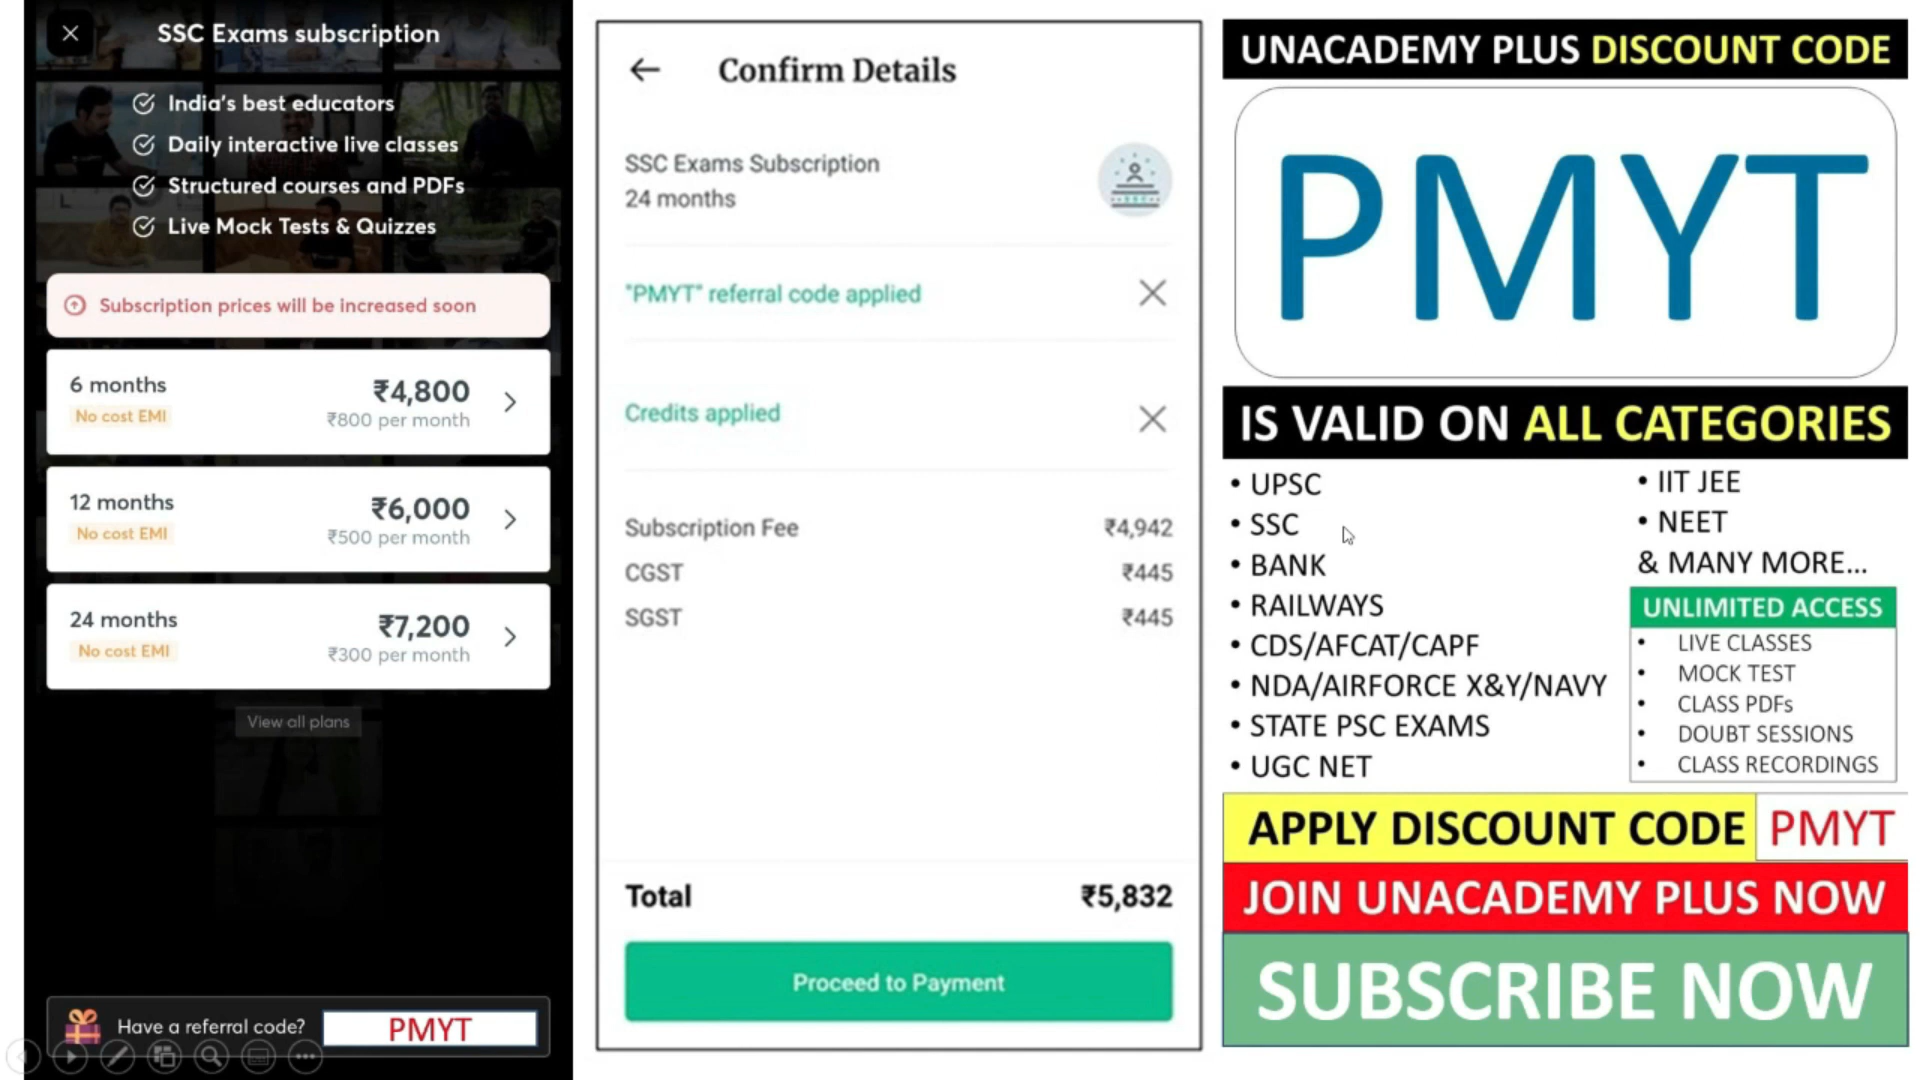 SSC Exams subscription
India's best educators
Daily interactive live classes
Structured courses and PDFs
Live Mock Tests & Quizzes
Subscription prices will be increased soon
6 months
₹4,800
No cost EMI
₹800 per month
12 months
₹6,000
No cost EMI
₹500 per month
24 months
₹7,200
No cost EMI
₹300 per month
View all plans
Have a referral code? PMYT
Confirm Details
SSC Exams Subscription
24 months
"PMYT" referral code applied
Credits applied
Subscription Fee ₹4,942
CGST ₹445
SGST ₹445
Total ₹5,832
Proceed to Payment
UNACADEMY PLUS DISCOUNT CODE
PMYT
IS VALID ON ALL CATEGORIES
• UPSC
• SSC
• BANK
• RAILWAYS
• CDS/AFCAT/CAPF
• NDA/AIRFORCE X&Y/NAVY
• STATE PSC EXAMS
• UGC NET
• IIT JEE
• NEET
& MANY MORE...
UNLIMITED ACCESS
• LIVE CLASSES
• MOCK TEST
• CLASS PDFs
• DOUBT SESSIONS
• CLASS RECORDINGS
APPLY DISCOUNT CODE PMYT
JOIN UNACADEMY PLUS NOW
SUBSCRIBE NOW